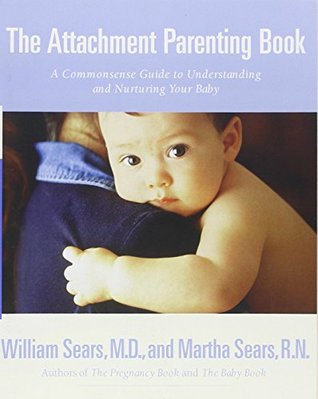 The Attachment Parenting Book
A Commonsense Guide to Understanding
and Nurturing Your Baby
William Sears, M.D., and Martha Sears, R.N.
Authors of The Pregnancy Book and The Baby Book